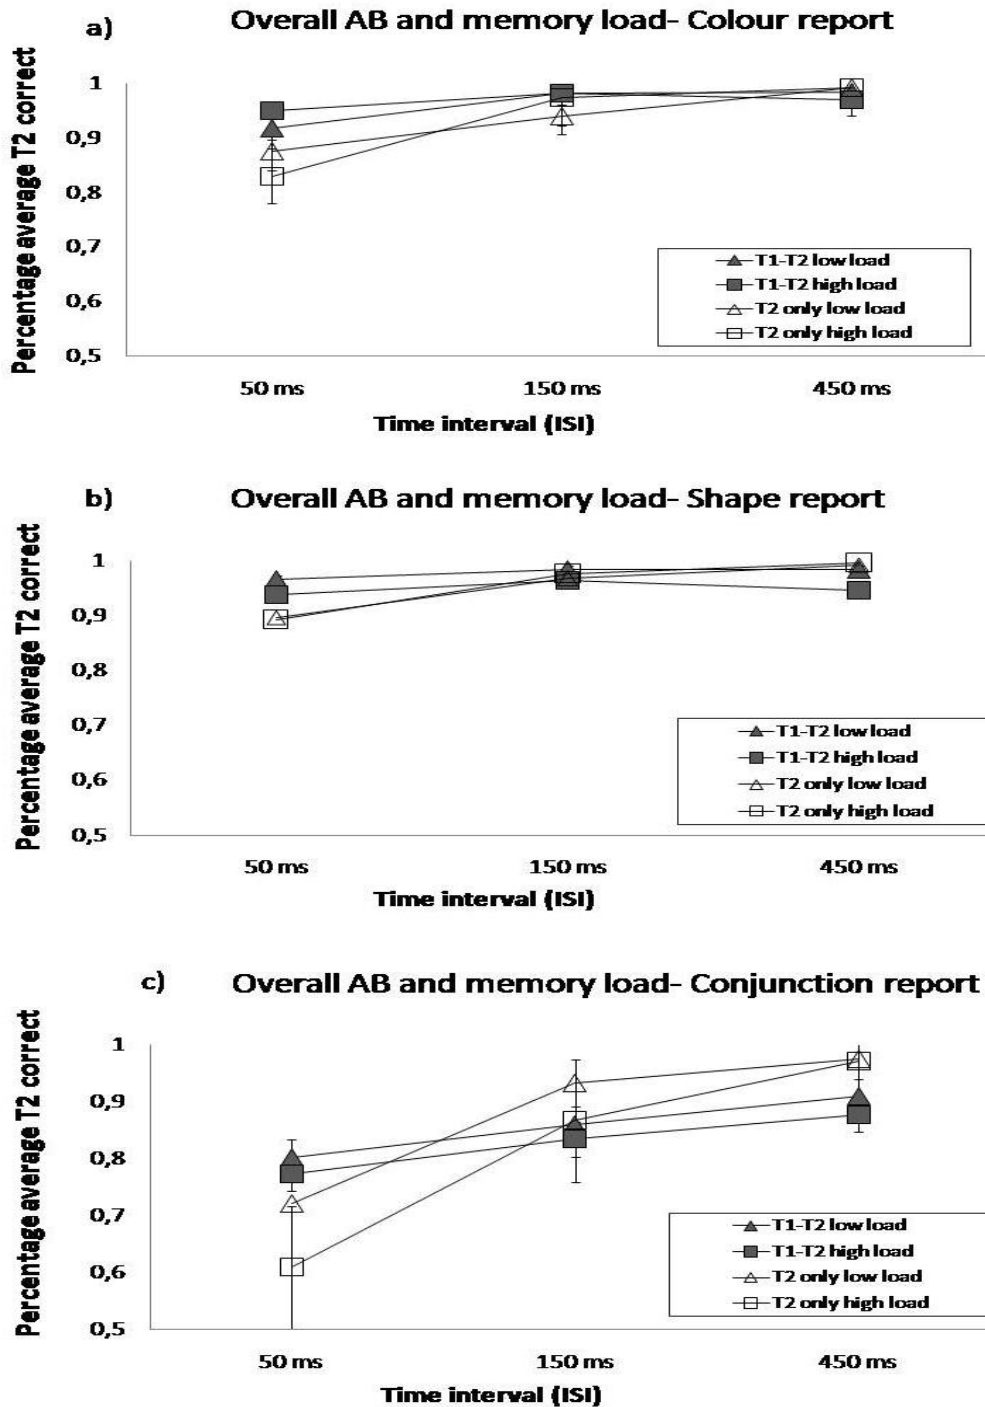 a)
Overall AB and memory load- Colour report
Percentage average T2 correct
1
0,9
0,8
0,7
0,6
0,5
T1-T2 low load
T1-T2 high load
T2 only low load
T2 only high load
50 ms 150 ms 450 ms
Time interval (ISI)
b)
Overall AB and memory load- Shape report
Percentage average T2 correct
1
0,9
0,8
0,7
0,6
0,5
T1-T2 low load
T1-T2 high load
T2 only low load
T2 only high load
50 ms 150 ms 450 ms
Time interval (ISI)
c)
Overall AB and memory load- Conjunction report
Percentage average T2 correct
1
0,9
0,8
0,7
0,6
0,5
T1-T2 low load
T1-T2 high load
T2 only low load
T2 only high load
50 ms 150 ms 450 ms
Time interval (ISI)